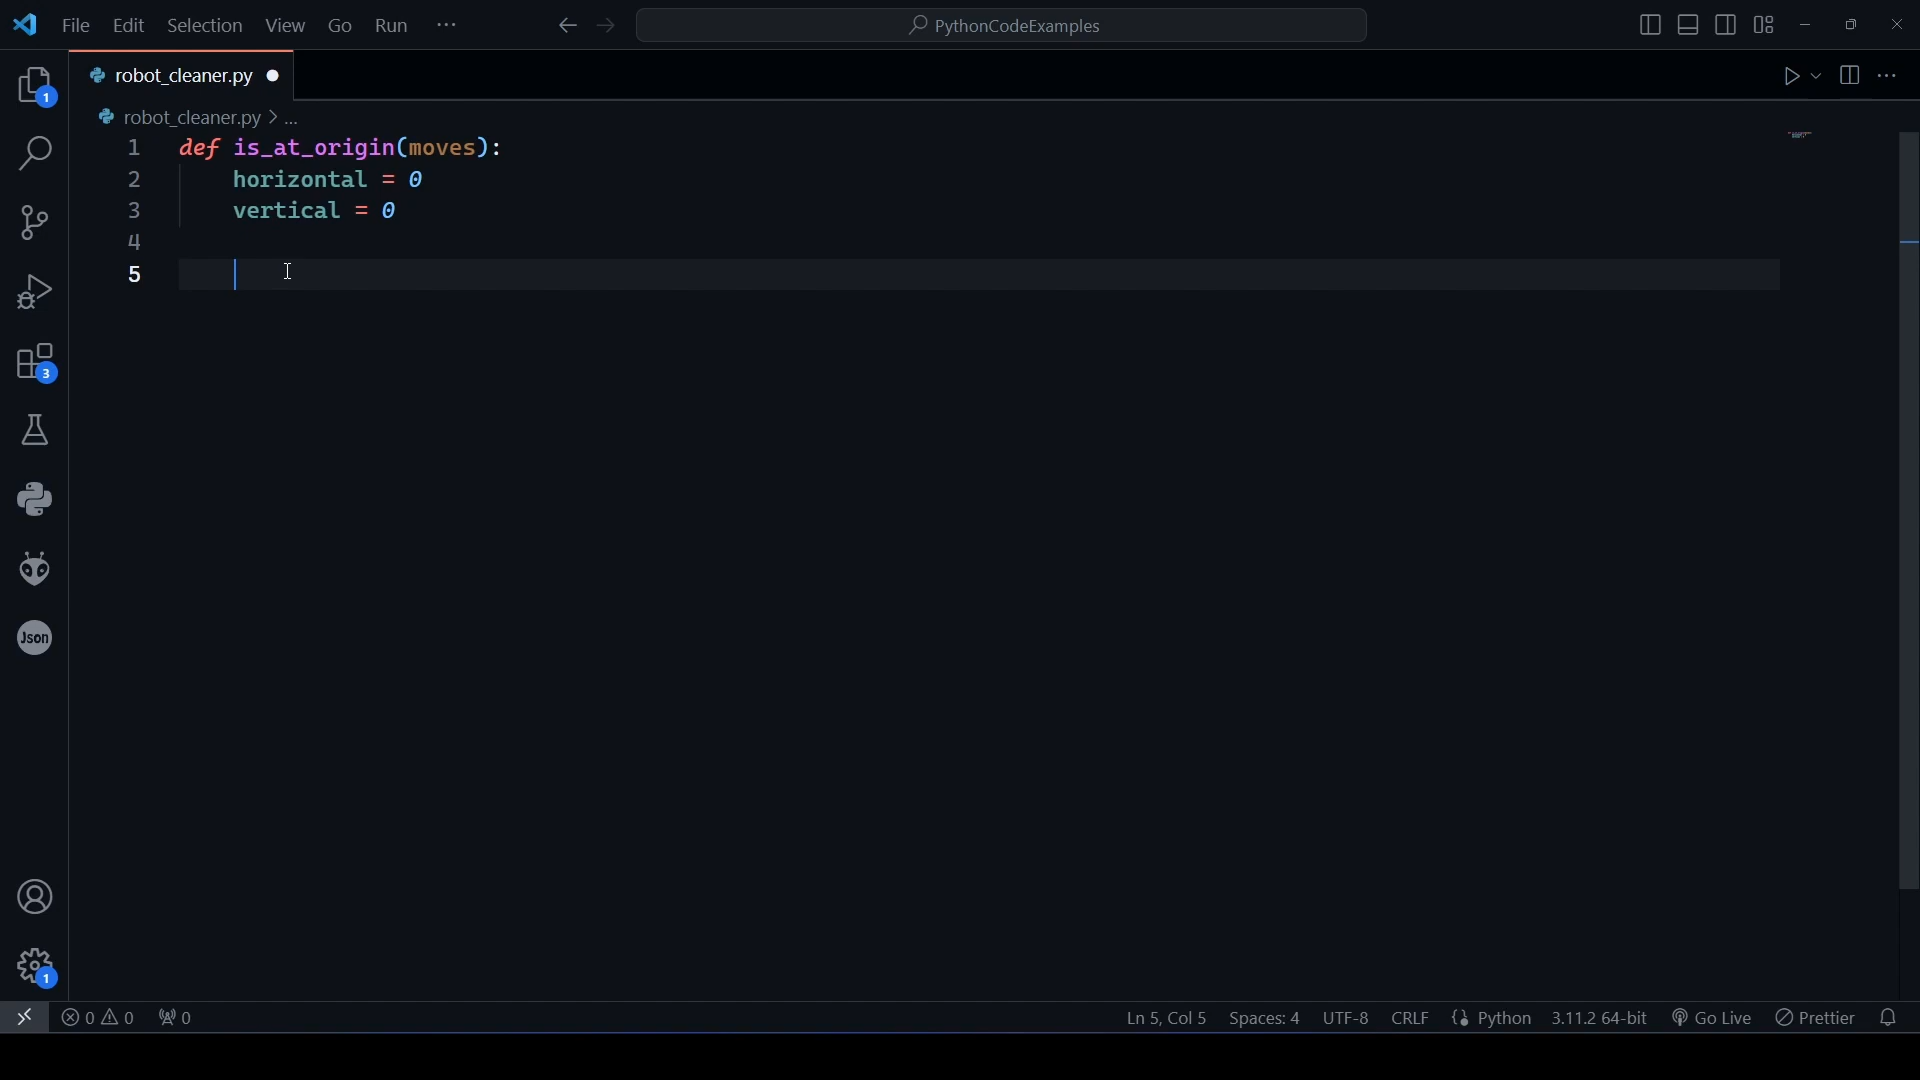 File Edit Selection View Go Run ··· PythonCodeExamples
robot_cleaner.py
robot_cleaner.py > ...
1 def is_at_origin(moves):
2 horizontal = 0
3 vertical = 0
4
5
1
3
Json
1
0 0 0 Ln 5, Col 5 Spaces: 4 UTF-8 CRLF Python 3.11.2 64-bit Go Live Prettier